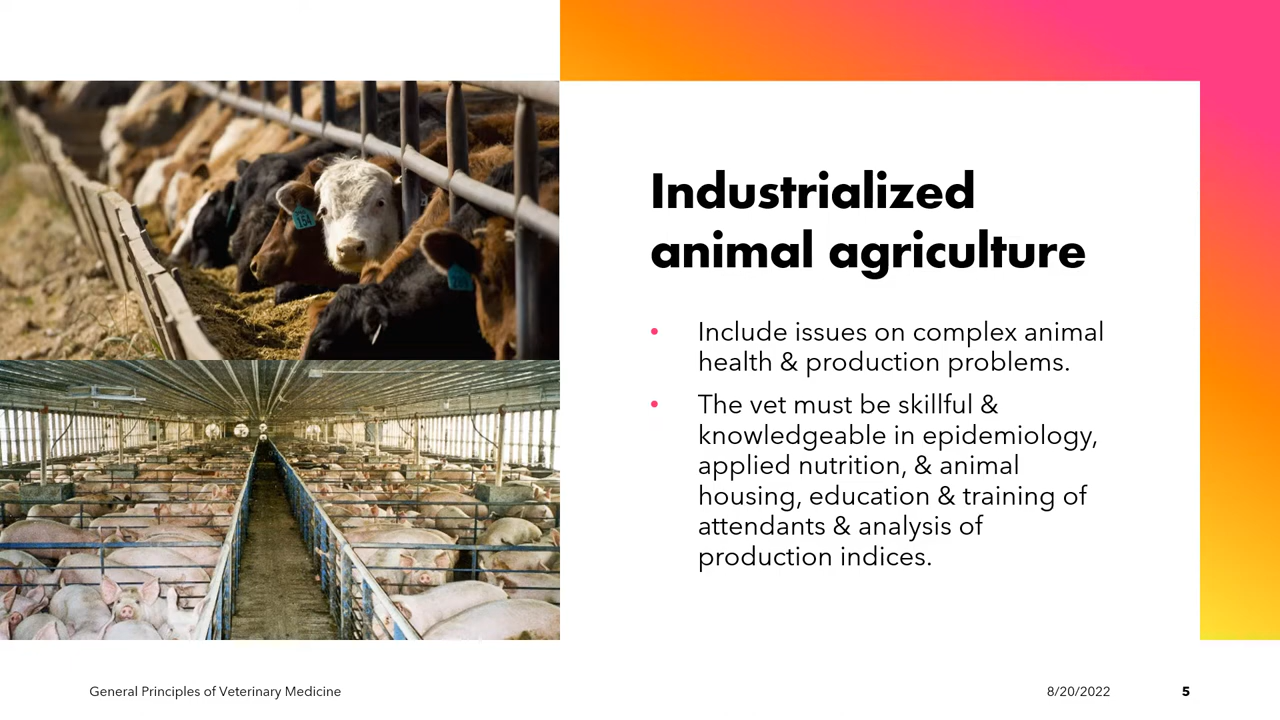 Industrialized
animal agriculture
• Include issues on complex animal
health & production problems.
• The vet must be skillful &
knowledgeable in epidemiology,
applied nutrition, & animal
housing, education & training of
attendants & analysis of
production indices.
General Principles of Veterinary Medicine
8/20/2022
5